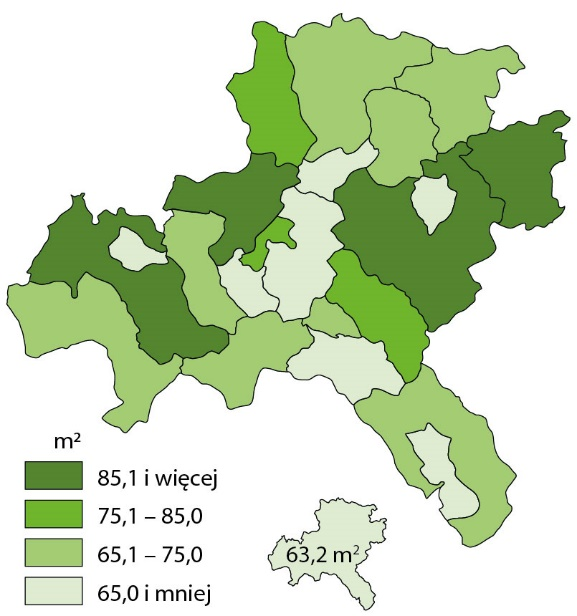 m²
85,1 i więcej
75,1 – 85,0
65,1 – 75,0
65,0 i mniej
63,2 m²